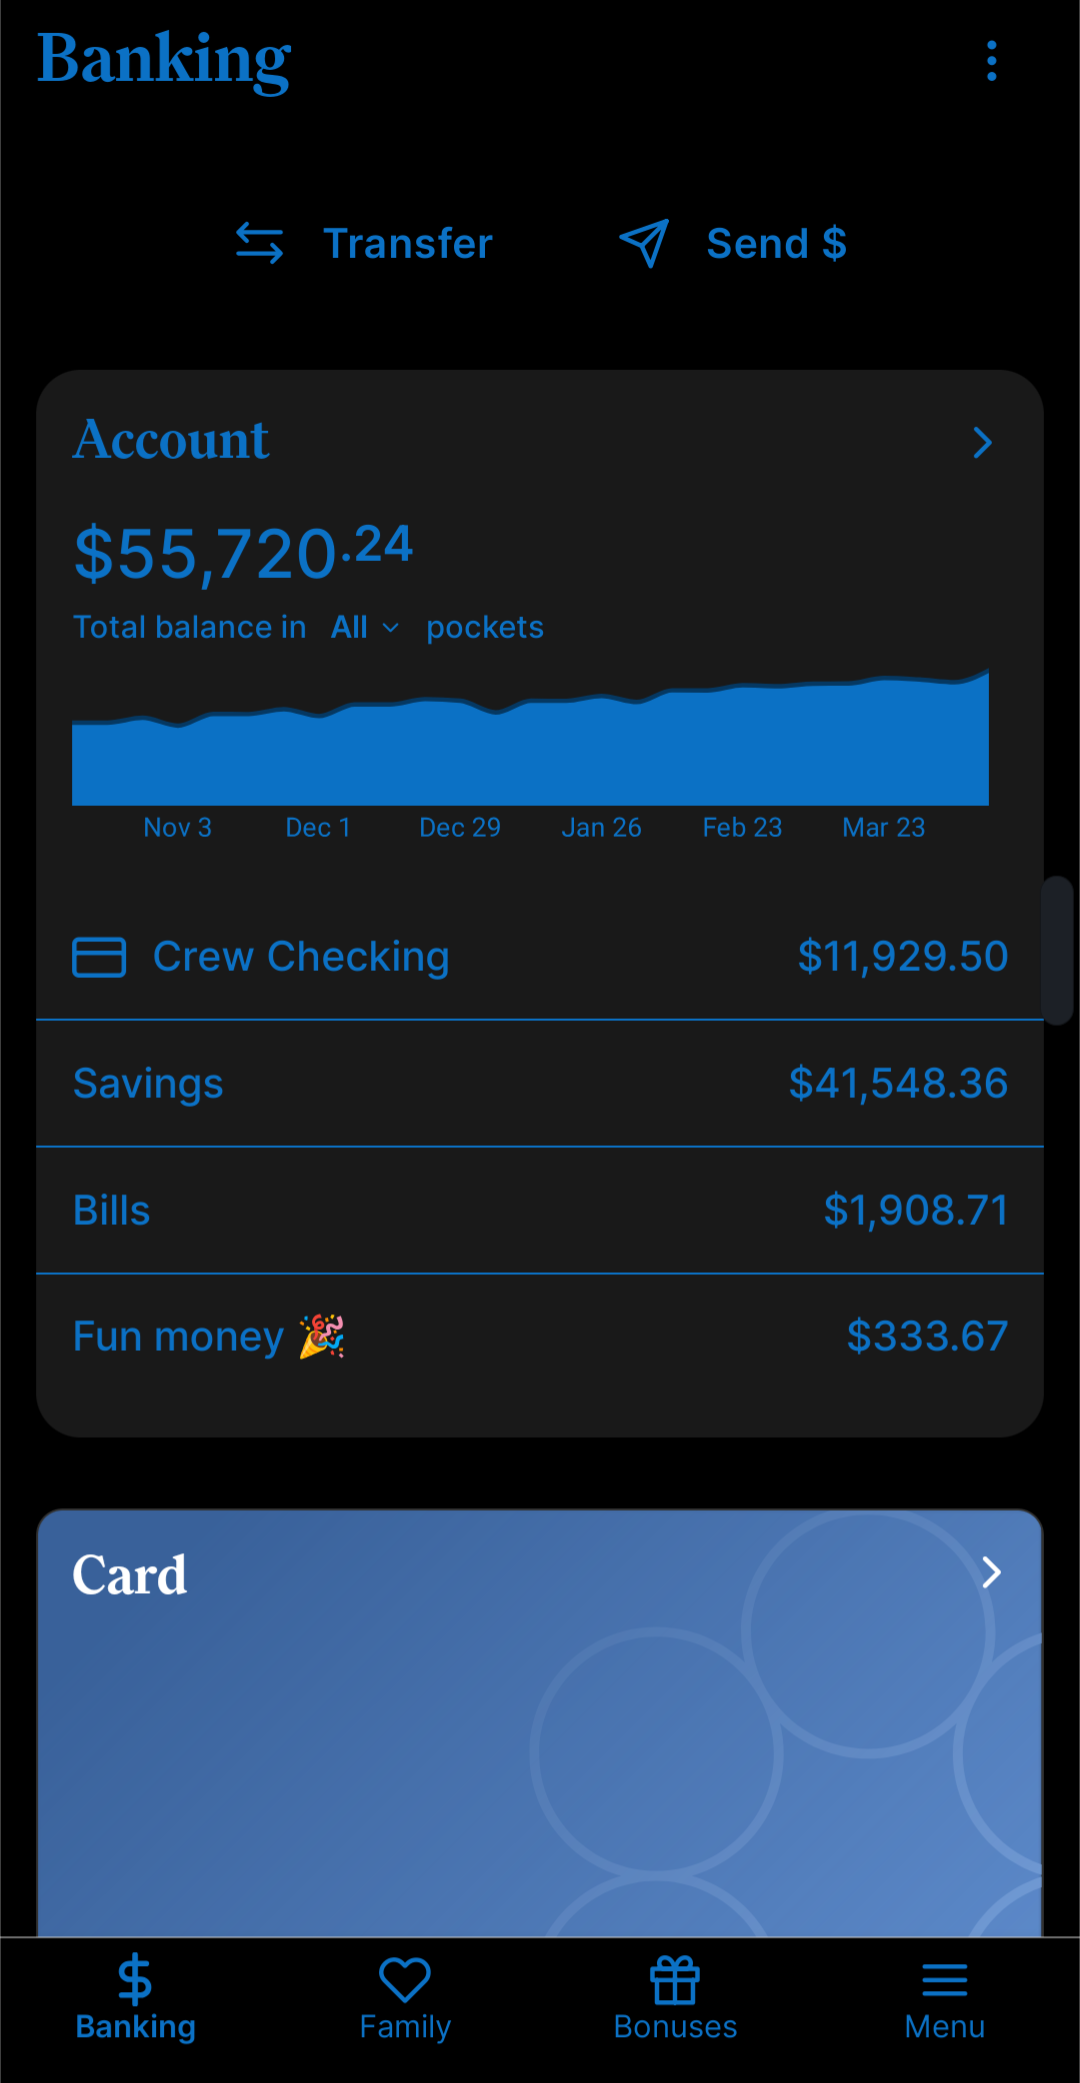 Banking
Transfer Send $
Account
$55,720.24
Total balance in All pockets
Nov 3 Dec 1 Dec 29 Jan 26 Feb 23 Mar 23
Crew Checking $11,929.50
Savings $41,548.36
Bills $1,908.71
Fun money 🎉 $333.67
Card
Banking Family Bonuses Menu